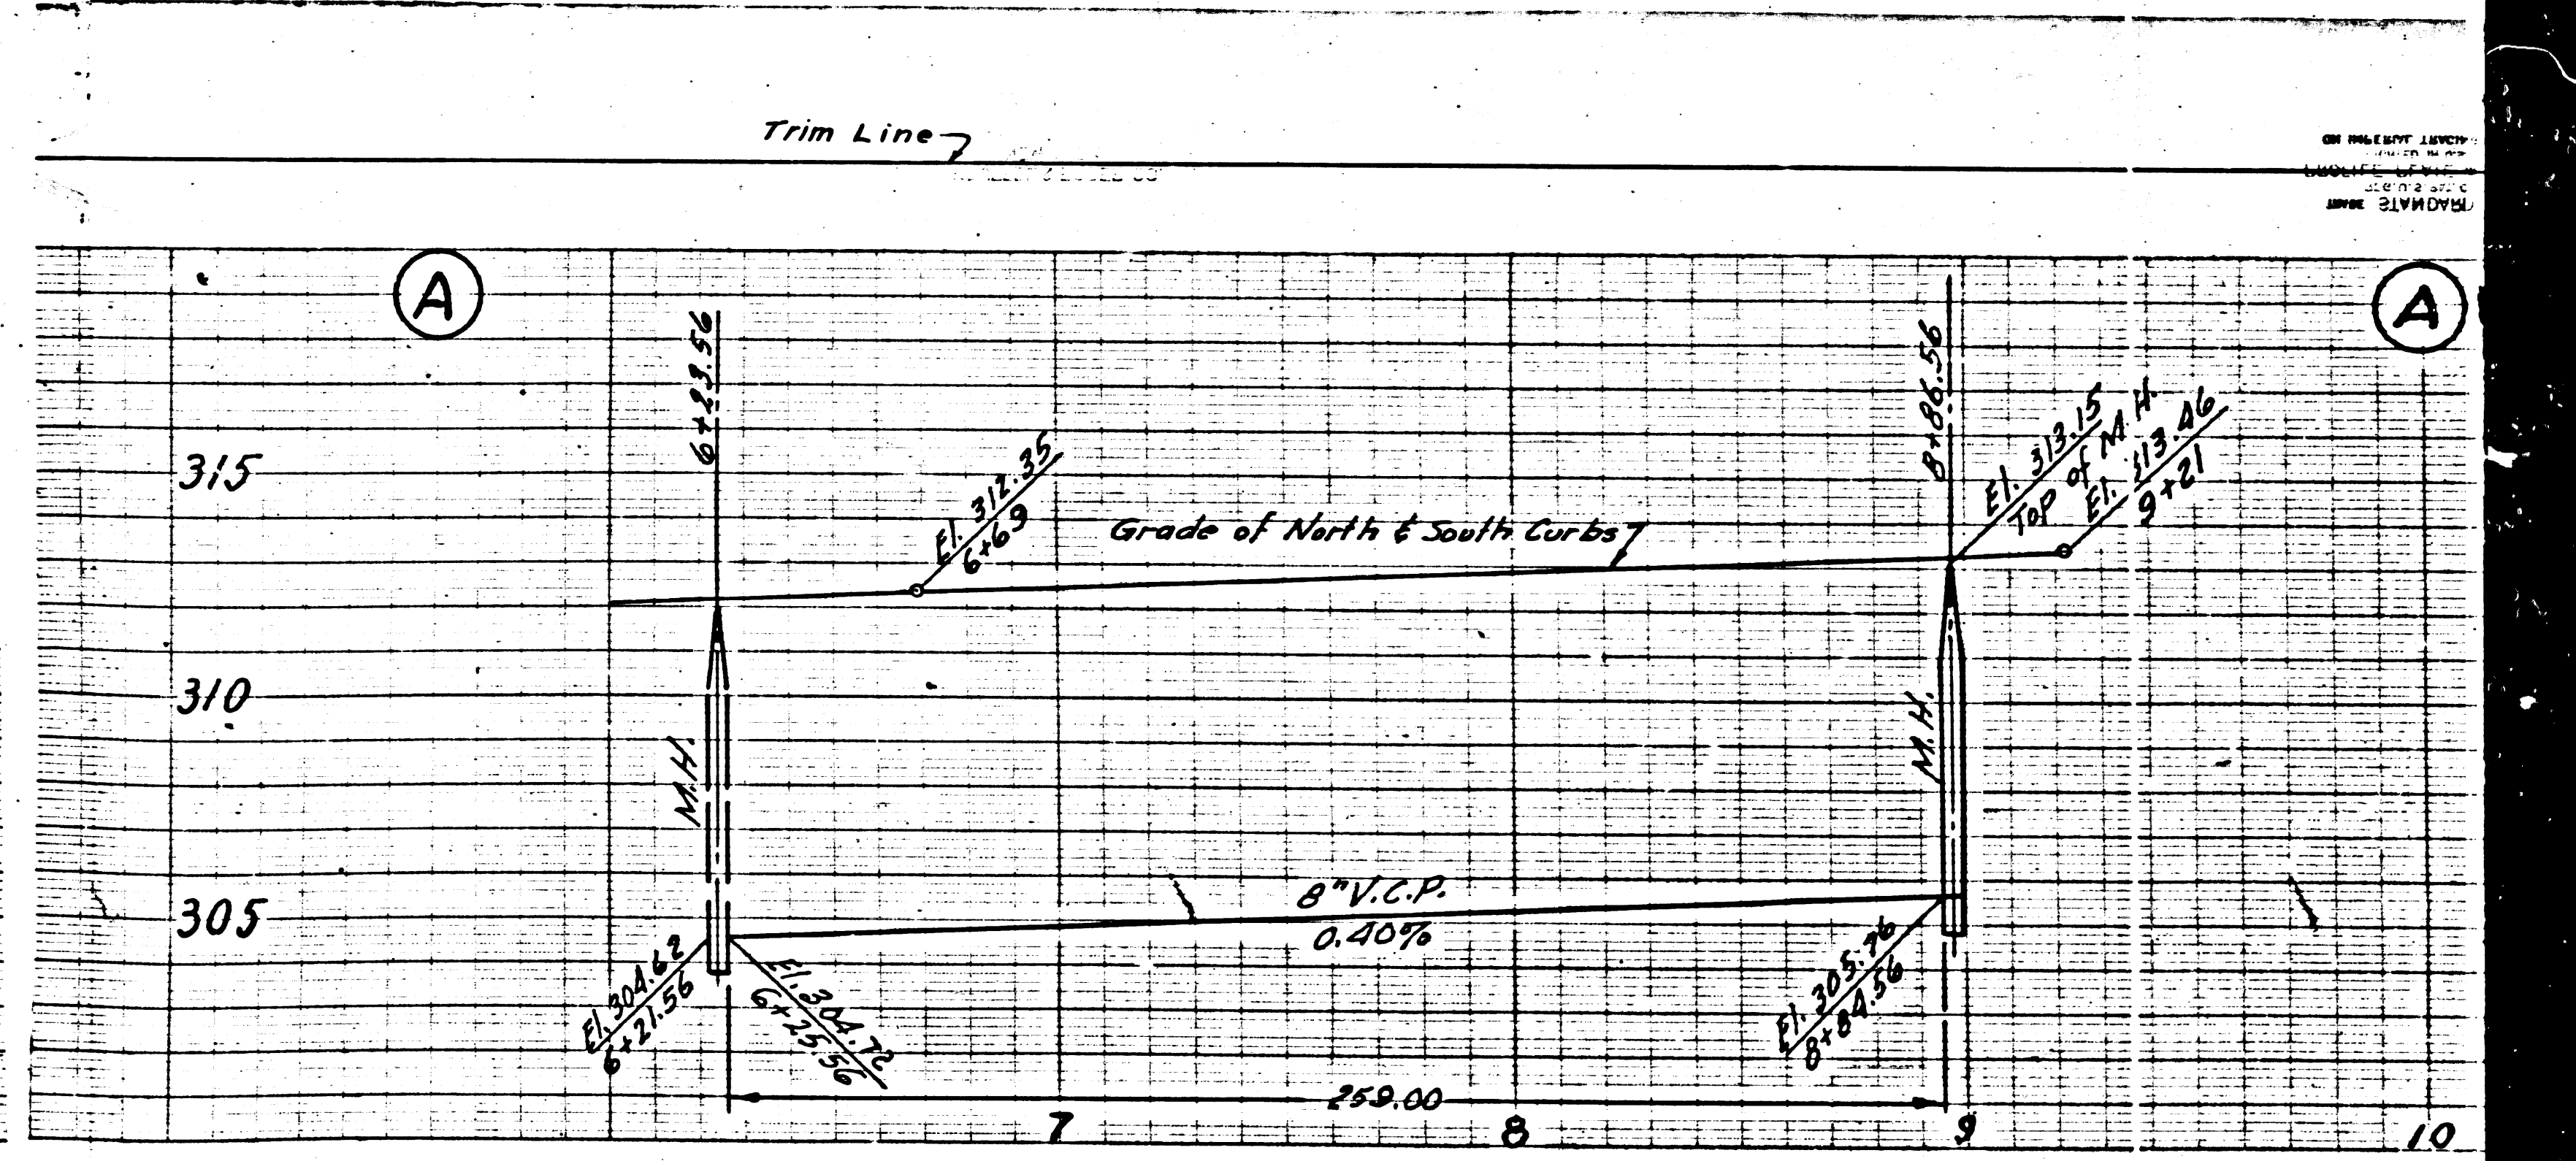 Trim Line
A
A
6+23.56
8+86.56
315
El. 312.35
6+69
Grade of North & South Curbs
El. 313.15
Top of M.H.
El. 313.46
9+21
310
M.H.
M.H.
305
8" V.C.P.
0.40%
El. 304.62
6+21.56
El. 304.72
6+25.56
El. 305.76
8+84.56
259.00
7
8
9
10